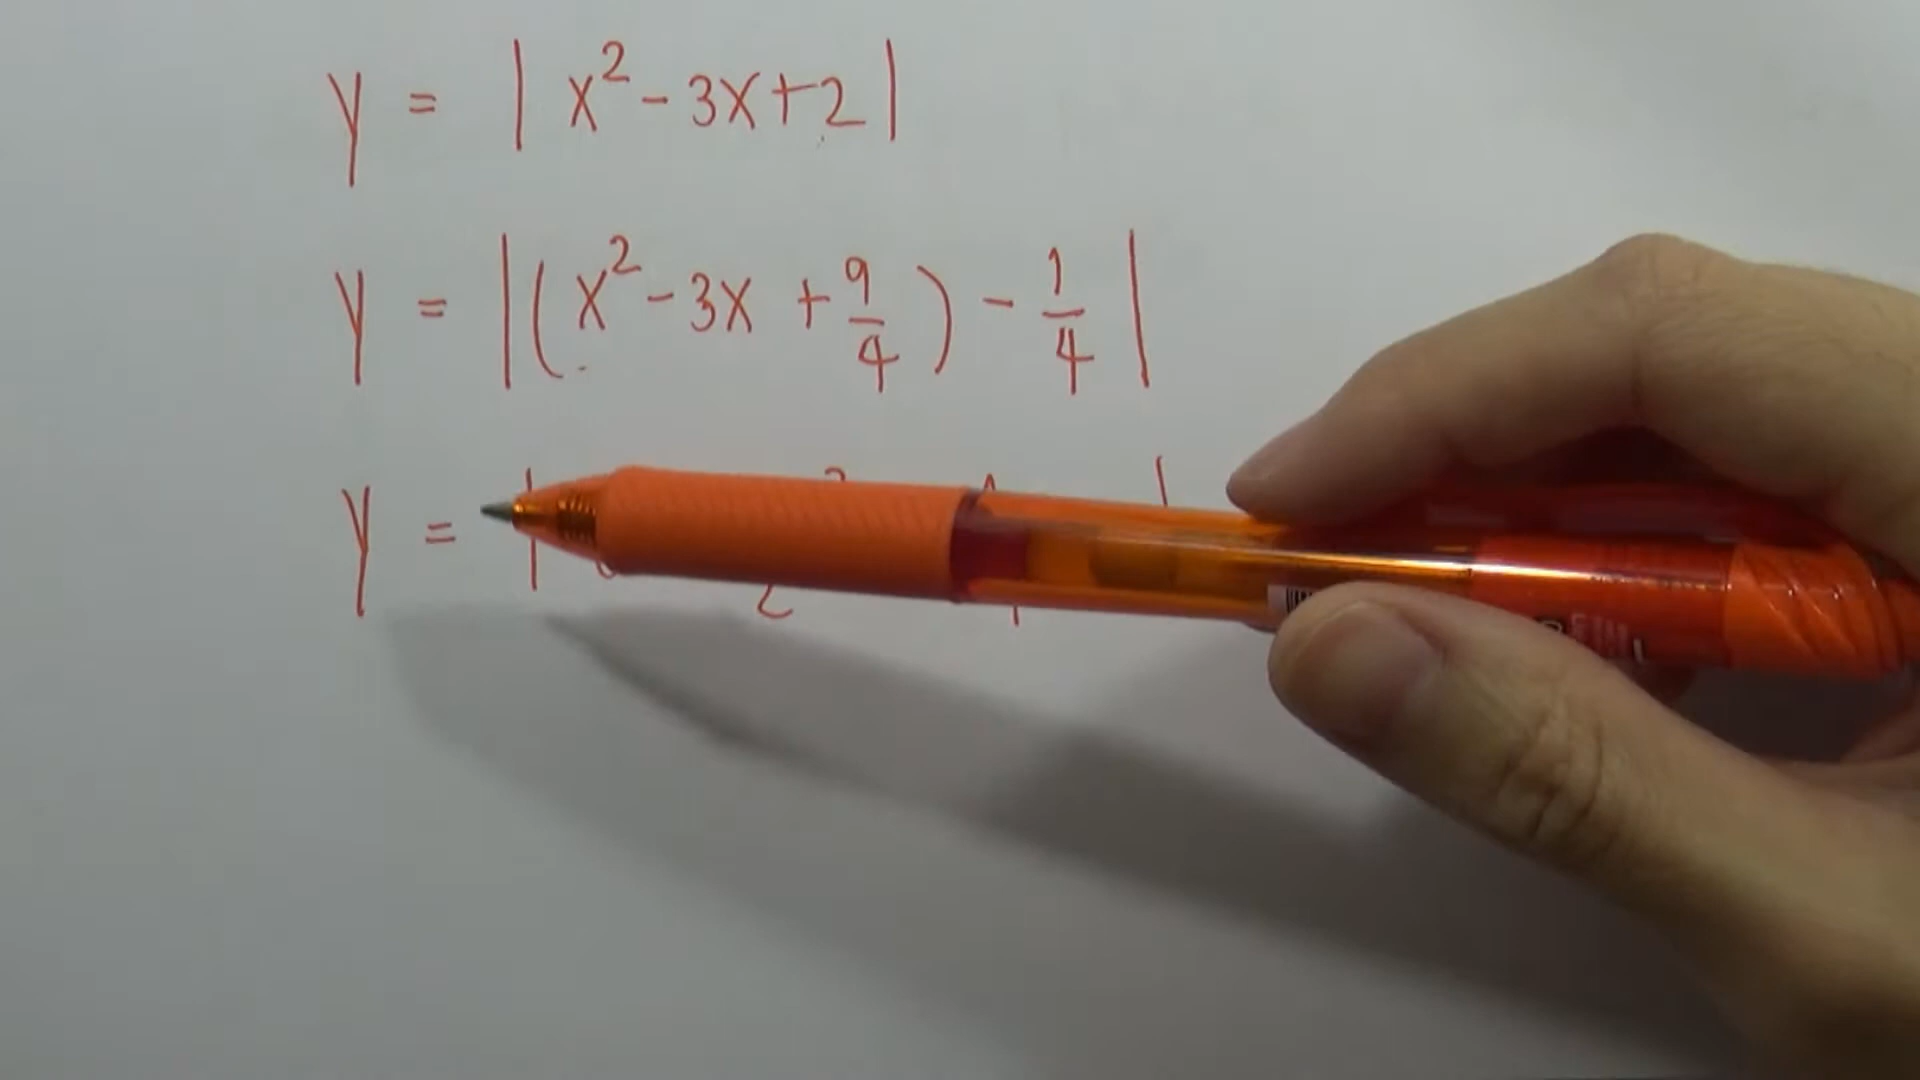 y = | x² - 3x + 2 |
y = | ( x² - 3x + 9/4 ) - 1/4 |
y =